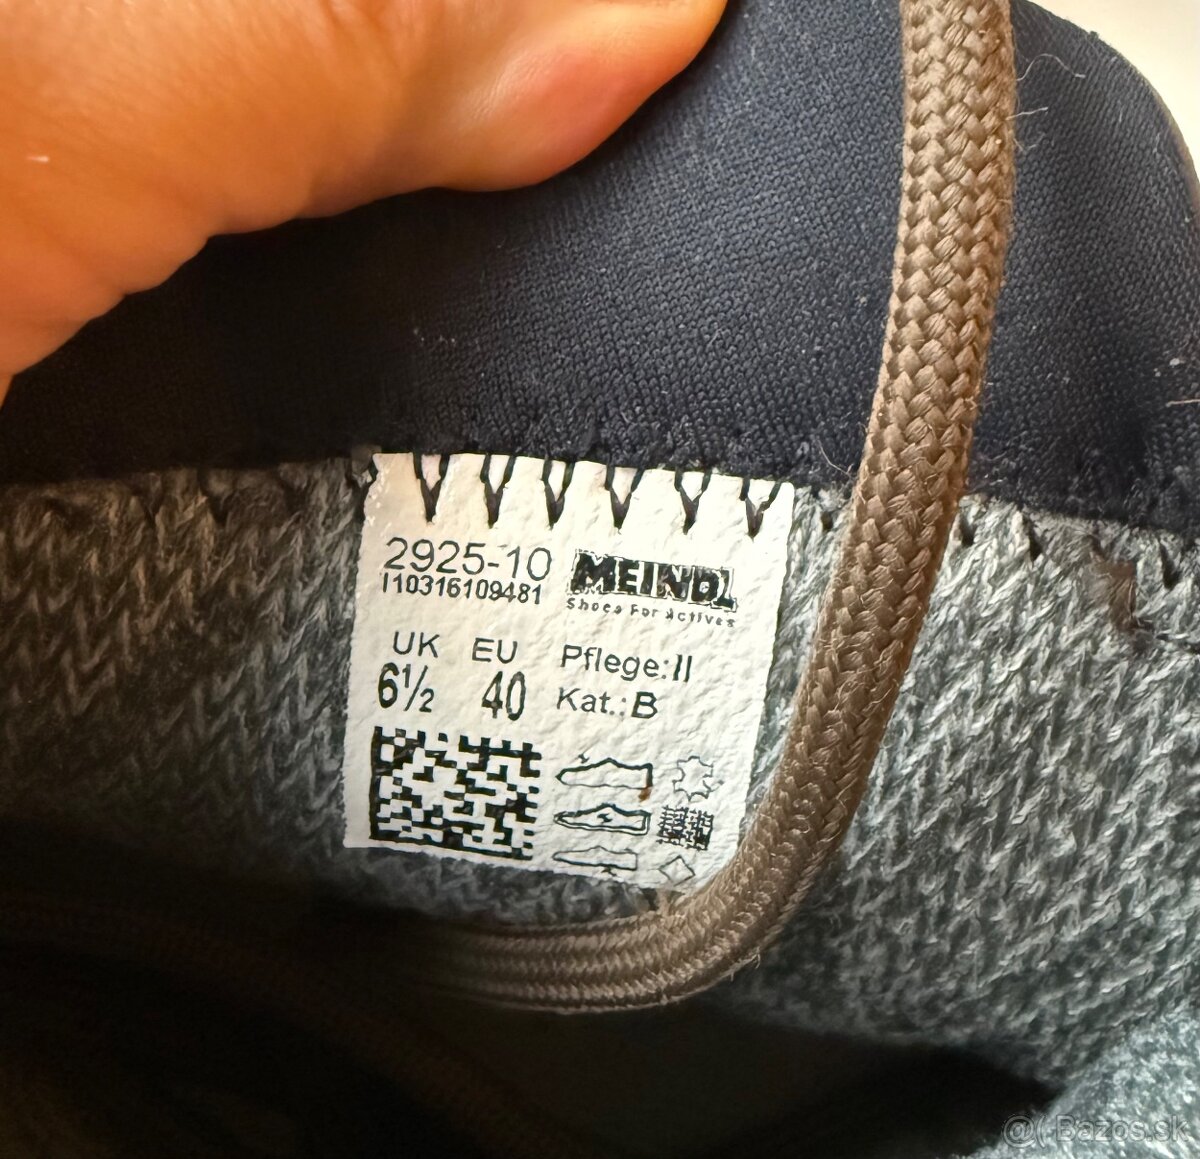 2925-10
I10316109481
MEINDL
Shoes For Actives
UK EU
6½ 40
Pflege: II
Kat.: B
@( Bazos.sk